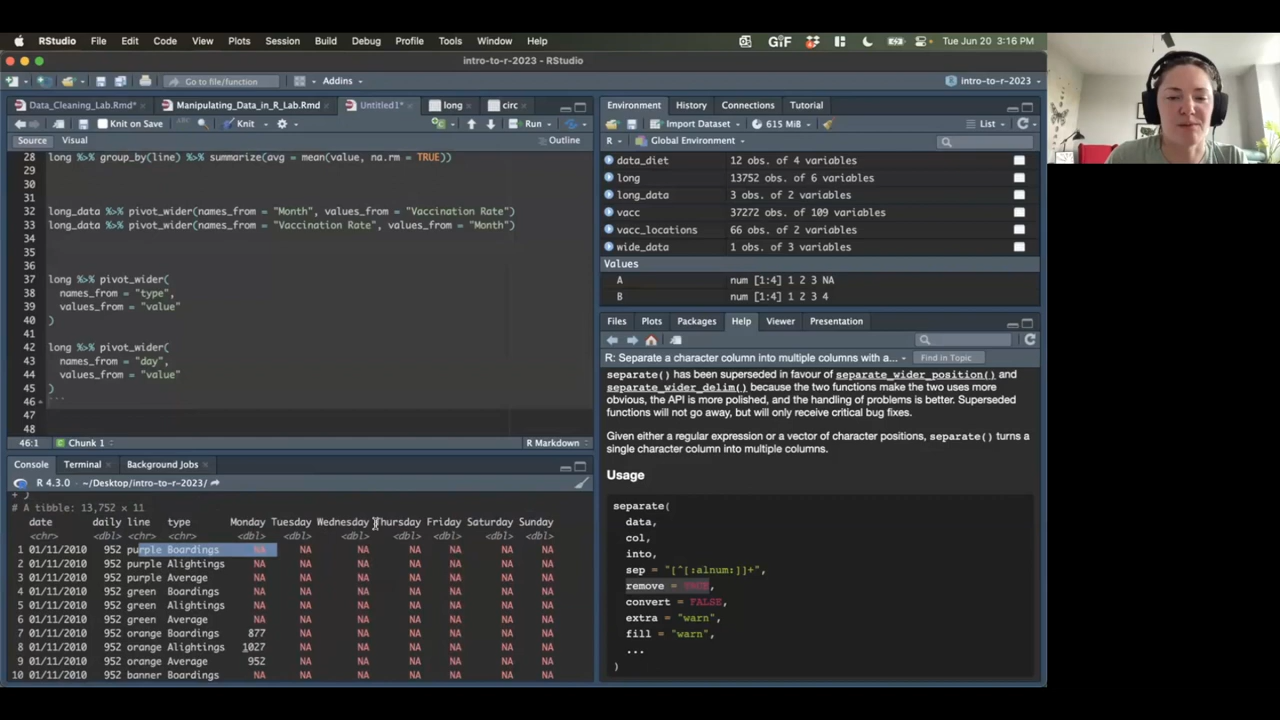 RStudio File Edit Code View Plots Session Build Debug Profile Tools Window Help GiF Tue Jun 20 3:16 PM
intro-to-r-2023 - RStudio
Go to file/function Addins intro-to-r-2023
Data_Cleaning_Lab.Rmd* Manipulating_Data_in_R_Lab.Rmd Untitled1* long circ
Knit on Save Knit Run
Source Visual Outline
28 long %>% group_by(line) %>% summarize(avg = mean(value, na.rm = TRUE))
29
30
31
32 long_data %>% pivot_wider(names_from = "Month", values_from = "Vaccination Rate")
33 long_data %>% pivot_wider(names_from = "Vaccination Rate", values_from = "Month")
34
35
36
37 long %>% pivot_wider(
38 names_from = "type",
39 values_from = "value"
40 )
41
42 long %>% pivot_wider(
43 names_from = "day",
44 values_from = "value"
45 )
46 ```
47
48
46:1 Chunk 1 R Markdown
Console Terminal Background Jobs
R 4.3.0 · ~/Desktop/intro-to-r-2023/
+ )
# A tibble: 13,752 × 11
date daily line type Monday Tuesday Wednesday Thursday Friday Saturday Sunday
<chr> <dbl> <chr> <chr> <dbl> <dbl> <dbl> <dbl> <dbl> <dbl> <dbl>
1 01/11/2010 952 purple Boardings NA NA NA NA NA NA NA
2 01/11/2010 952 purple Alightings NA NA NA NA NA NA NA
3 01/11/2010 952 purple Average NA NA NA NA NA NA NA
4 01/11/2010 952 green Boardings NA NA NA NA NA NA NA
5 01/11/2010 952 green Alightings NA NA NA NA NA NA NA
6 01/11/2010 952 green Average NA NA NA NA NA NA NA
7 01/11/2010 952 orange Boardings 877 NA NA NA NA NA NA
8 01/11/2010 952 orange Alightings 1027 NA NA NA NA NA NA
9 01/11/2010 952 orange Average 952 NA NA NA NA NA NA
10 01/11/2010 952 banner Boardings NA NA NA NA NA NA NA
Environment History Connections Tutorial
Import Dataset 615 MiB List
R Global Environment
data_diet 12 obs. of 4 variables
long 13752 obs. of 6 variables
long_data 3 obs. of 2 variables
vacc 37272 obs. of 109 variables
vacc_locations 66 obs. of 2 variables
wide_data 1 obs. of 3 variables
Values
A num [1:4] 1 2 3 NA
B num [1:4] 1 2 3 4
Files Plots Packages Help Viewer Presentation
R: Separate a character column into multiple columns with a... Find in Topic
separate() has been superseded in favour of separate_wider_position() and
separate_wider_delim() because the two functions make the two uses more
obvious, the API is more polished, and the handling of problems is better. Superseded
functions will not go away, but will only receive critical bug fixes.
Given either a regular expression or a vector of character positions, separate() turns a
single character column into multiple columns.
Usage
separate(
data,
col,
into,
sep = "[^[:alnum:]]+",
remove = TRUE,
convert = FALSE,
extra = "warn",
fill = "warn",
...
)